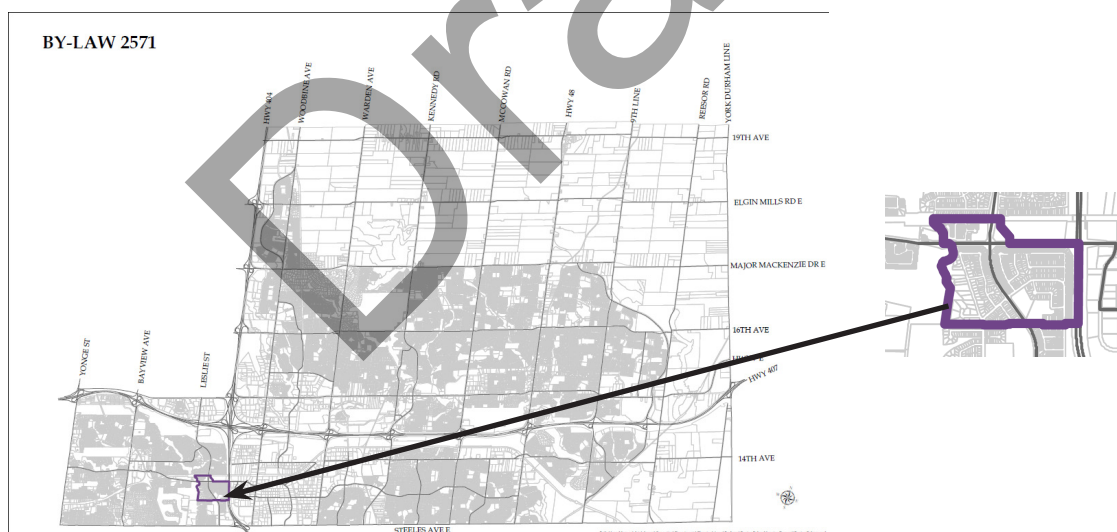 BY-LAW 2571
Dra
HWY 404
WOODBINE AVE
WARDEN AVE
KENNEDY RD
MCCOWAN RD
HWY 48
9TH LINE
REESOR RD
YORK DURHAM LINE
19TH AVE
ELGIN MILLS RD E
MAJOR MACKENZIE DR E
16TH AVE
HWY 407
14TH AVE
STEELES AVE E
YONGE ST
BAYVIEW AVE
LESLIE ST